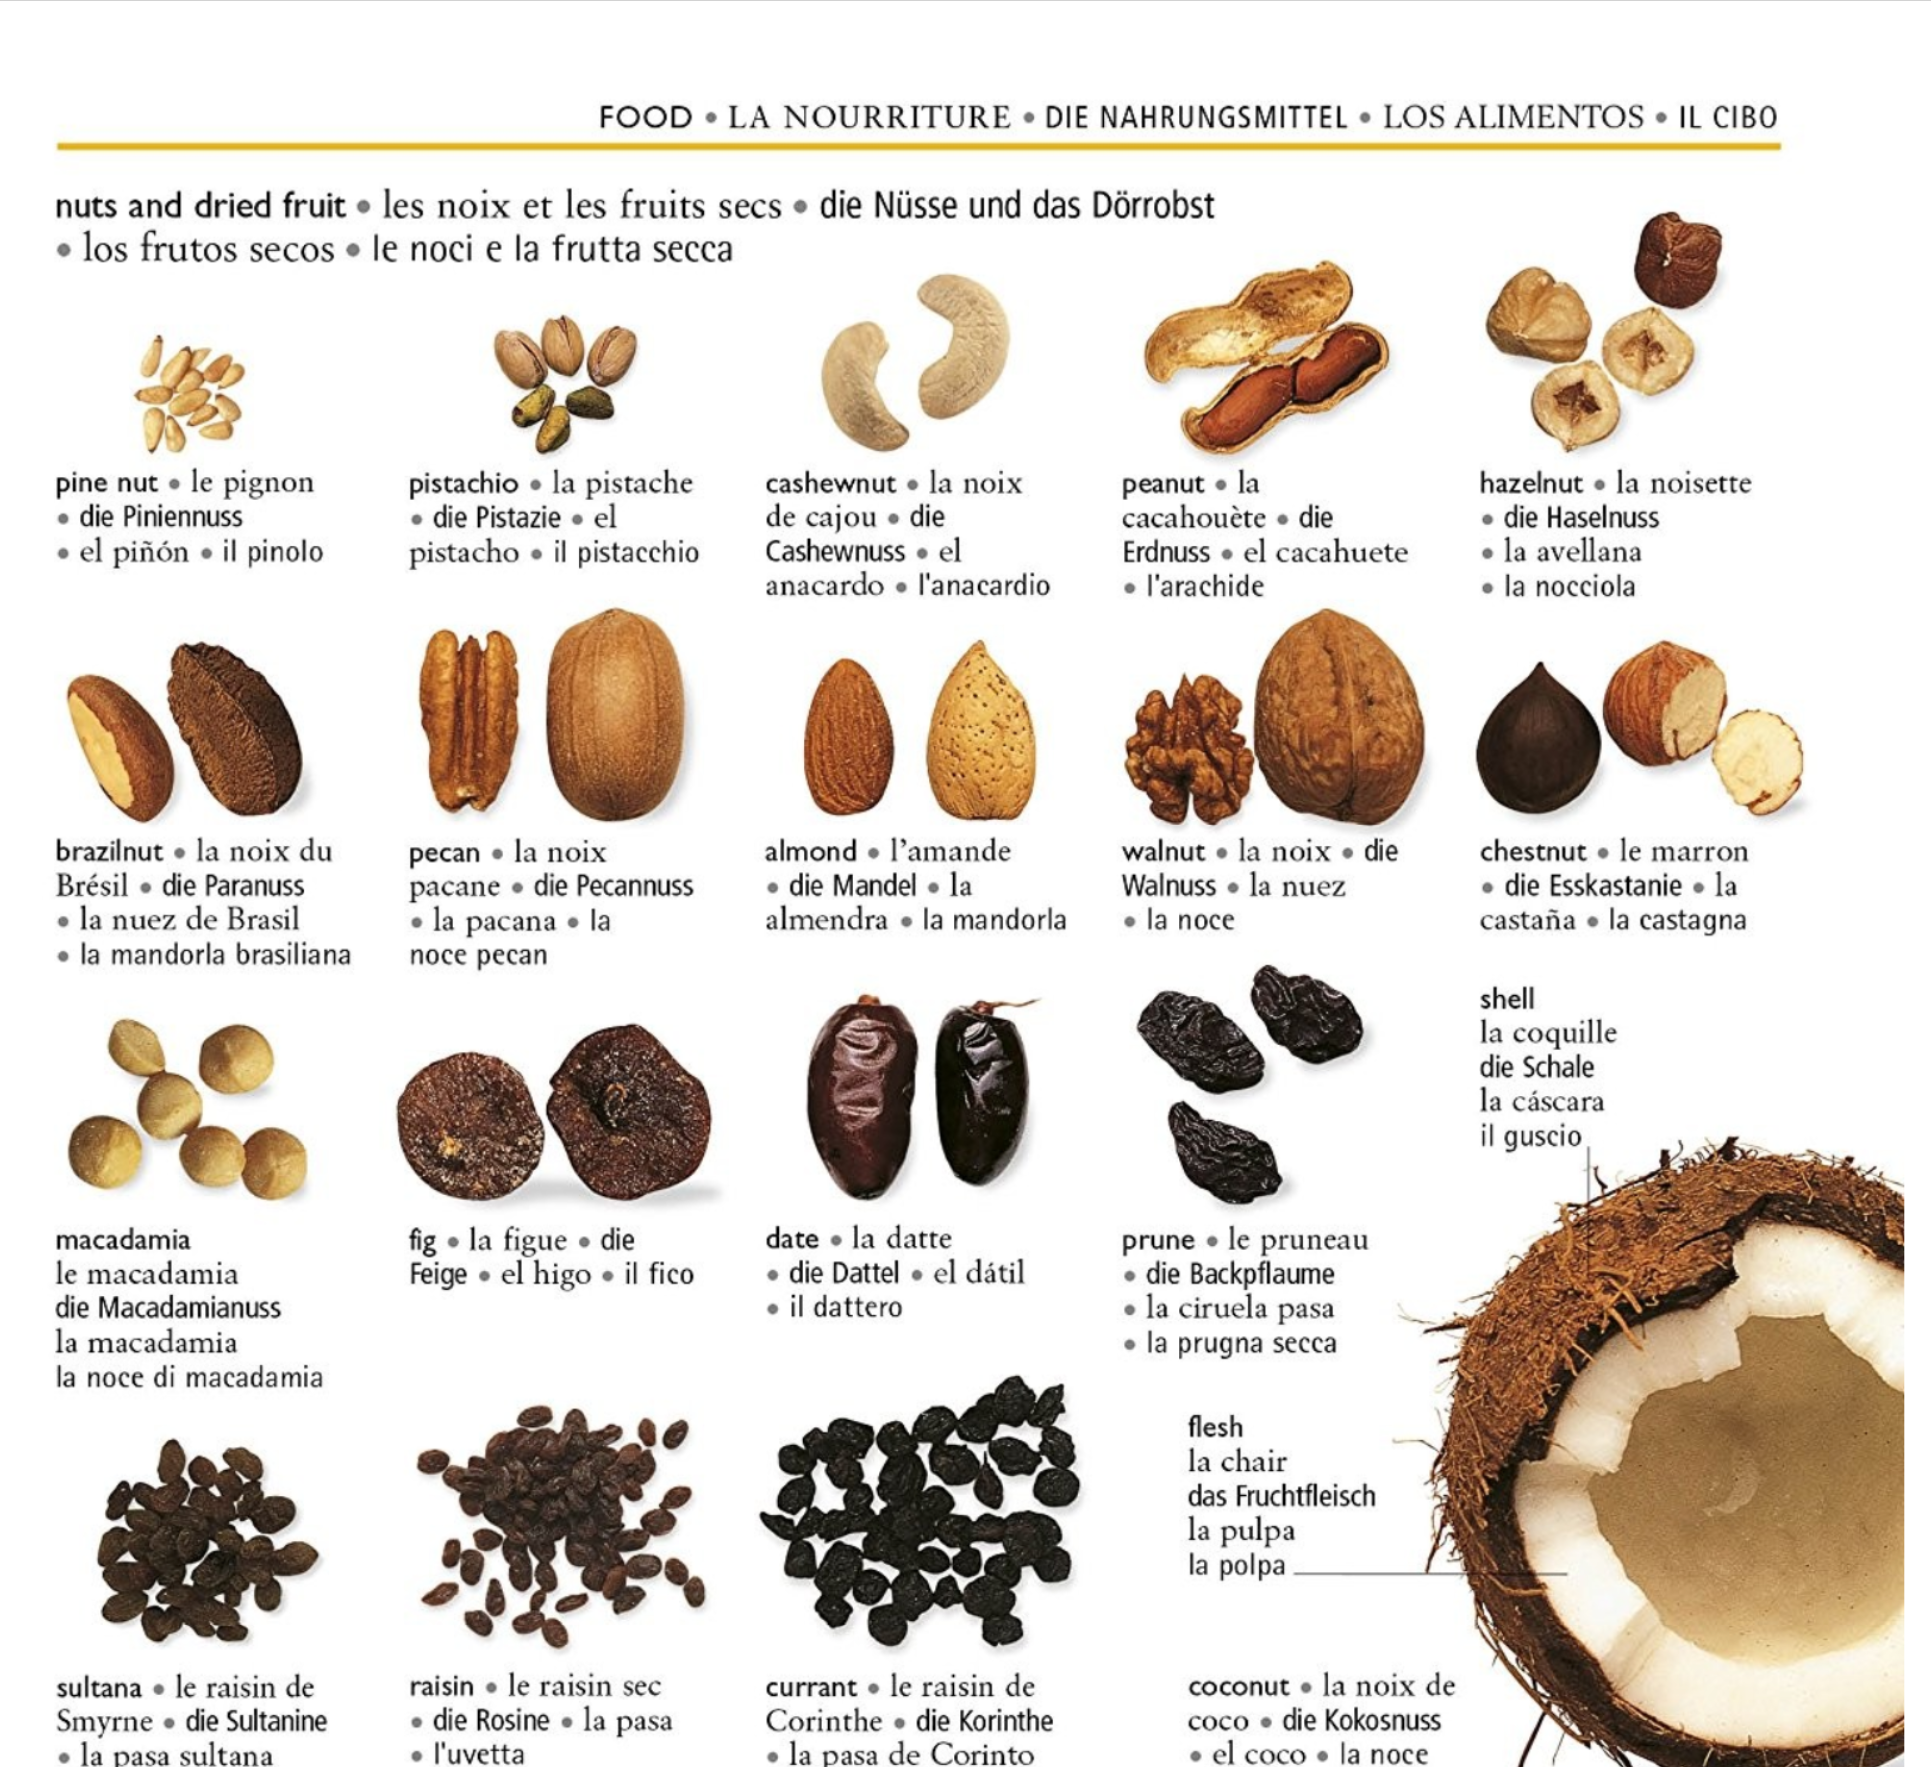 FOOD • LA NOURRITURE • DIE NAHRUNGSMITTEL • LOS ALIMENTOS • IL CIBO
nuts and dried fruit • les noix et les fruits secs • die Nüsse und das Dörrobst
• los frutos secos • le noci e la frutta secca
pine nut • le pignon
• die Piniennuss
• el piñón • il pinolo
pistachio • la pistache
• die Pistazie • el
pistacho • il pistacchio
cashewnut • la noix
de cajou • die
Cashewnuss • el
anacardo • l'anacardio
peanut • la
cacahouète • die
Erdnuss • el cacahuete
• l'arachide
hazelnut • la noisette
• die Haselnuss
• la avellana
• la nocciola
brazilnut • la noix du
Brésil • die Paranuss
• la nuez de Brasil
• la mandorla brasiliana
pecan • la noix
pacane • die Pecannuss
• la pacana • la
noce pecan
almond • l’amande
• die Mandel • la
almendra • la mandorla
walnut • la noix • die
Walnuss • la nuez
• la noce
chestnut • le marron
• die Esskastanie • la
castaña • la castagna
macadamia
le macadamia
die Macadamianuss
la macadamia
la noce di macadamia
fig • la figue • die
Feige • el higo • il fico
date • la datte
• die Dattel • el dátil
• il dattero
prune • le pruneau
• die Backpflaume
• la ciruela pasa
• la prugna secca
shell
la coquille
die Schale
la cáscara
il guscio
flesh
la chair
das Fruchtfleisch
la pulpa
la polpa
sultana • le raisin de
Smyrne • die Sultanine
• la pasa sultana
raisin • le raisin sec
• die Rosine • la pasa
• l'uvetta
currant • le raisin de
Corinthe • die Korinthe
• la pasa de Corinto
coconut • la noix de
coco • die Kokosnuss
• el coco • la noce